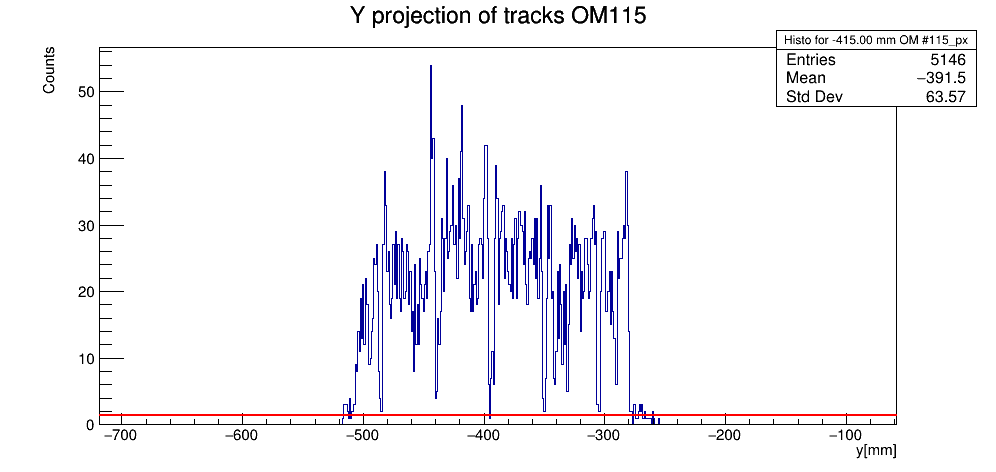 Y projection of tracks OM115
Histo for -415.00 mm OM #115_px
Entries 5146
Mean −391.5
Std Dev 63.57
Counts
50
40
30
20
10
0
−700 −600 −500 −400 −300 −200 −100
y[mm]